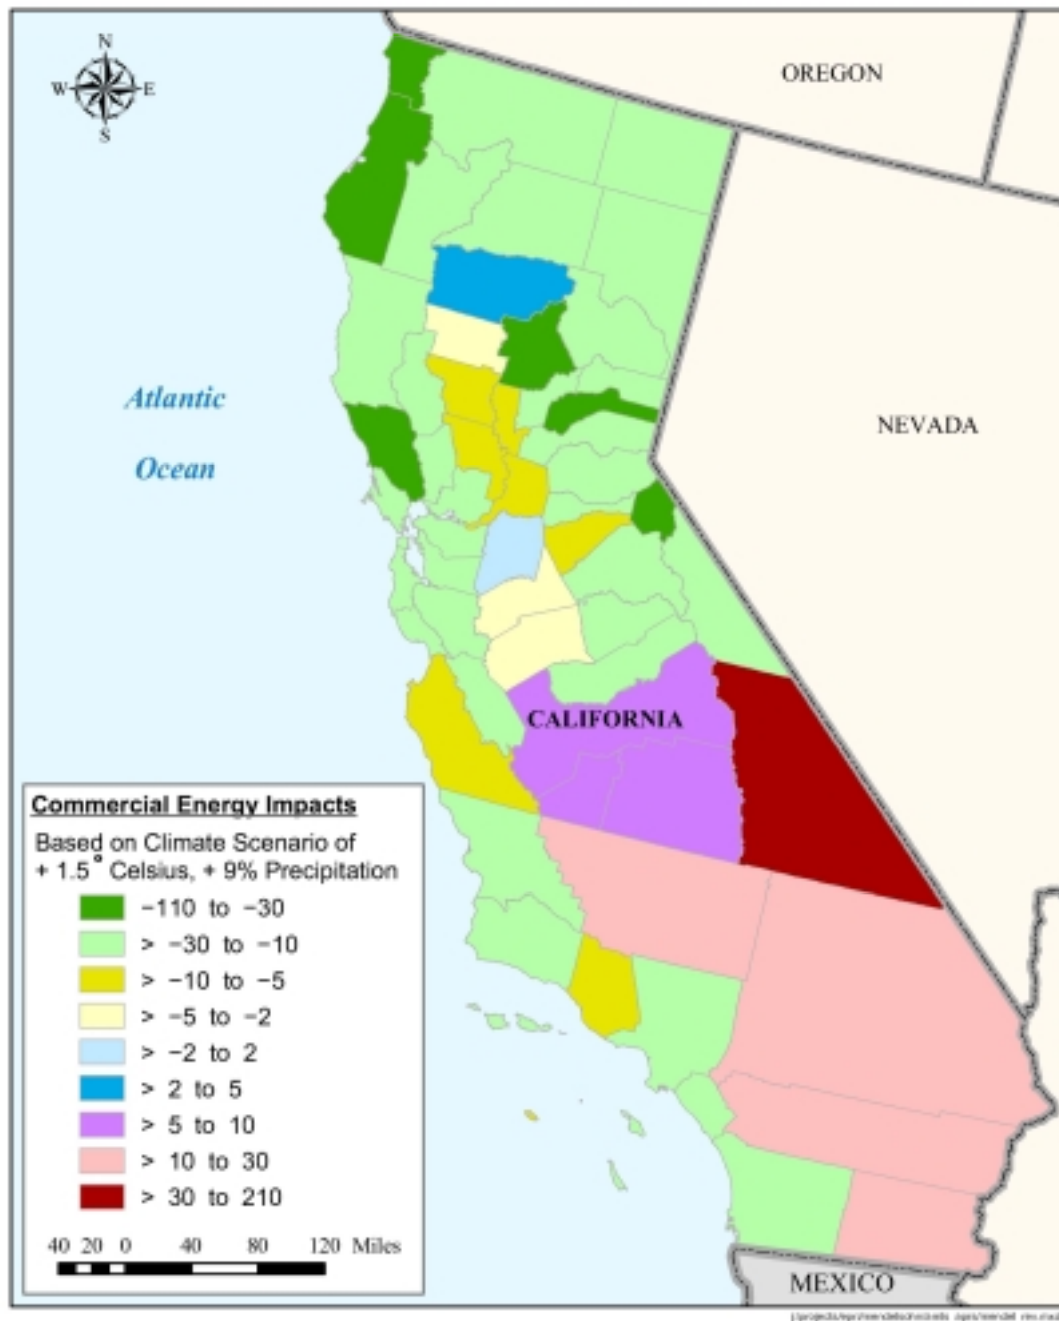 N
OREGON
W E
S
Atlantic
NEVADA
Ocean
CALIFORNIA
Commercial Energy Impacts
Based on Climate Scenario of
+ 1.5° Celsius, + 9% Precipitation
−110 to −30
> −30 to −10
> −10 to −5
> −5 to −2
> −2 to 2
> 2 to 5
> 5 to 10
> 10 to 30
> 30 to 210
40 20 0 40 80 120 Miles
MEXICO